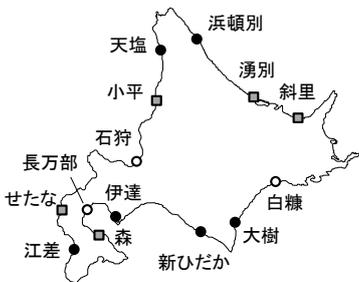 浜頓別
天塩
湧別
小平
斜里
石狩
長万部
せたな
伊達
白糠
江差
森
大樹
新ひだか